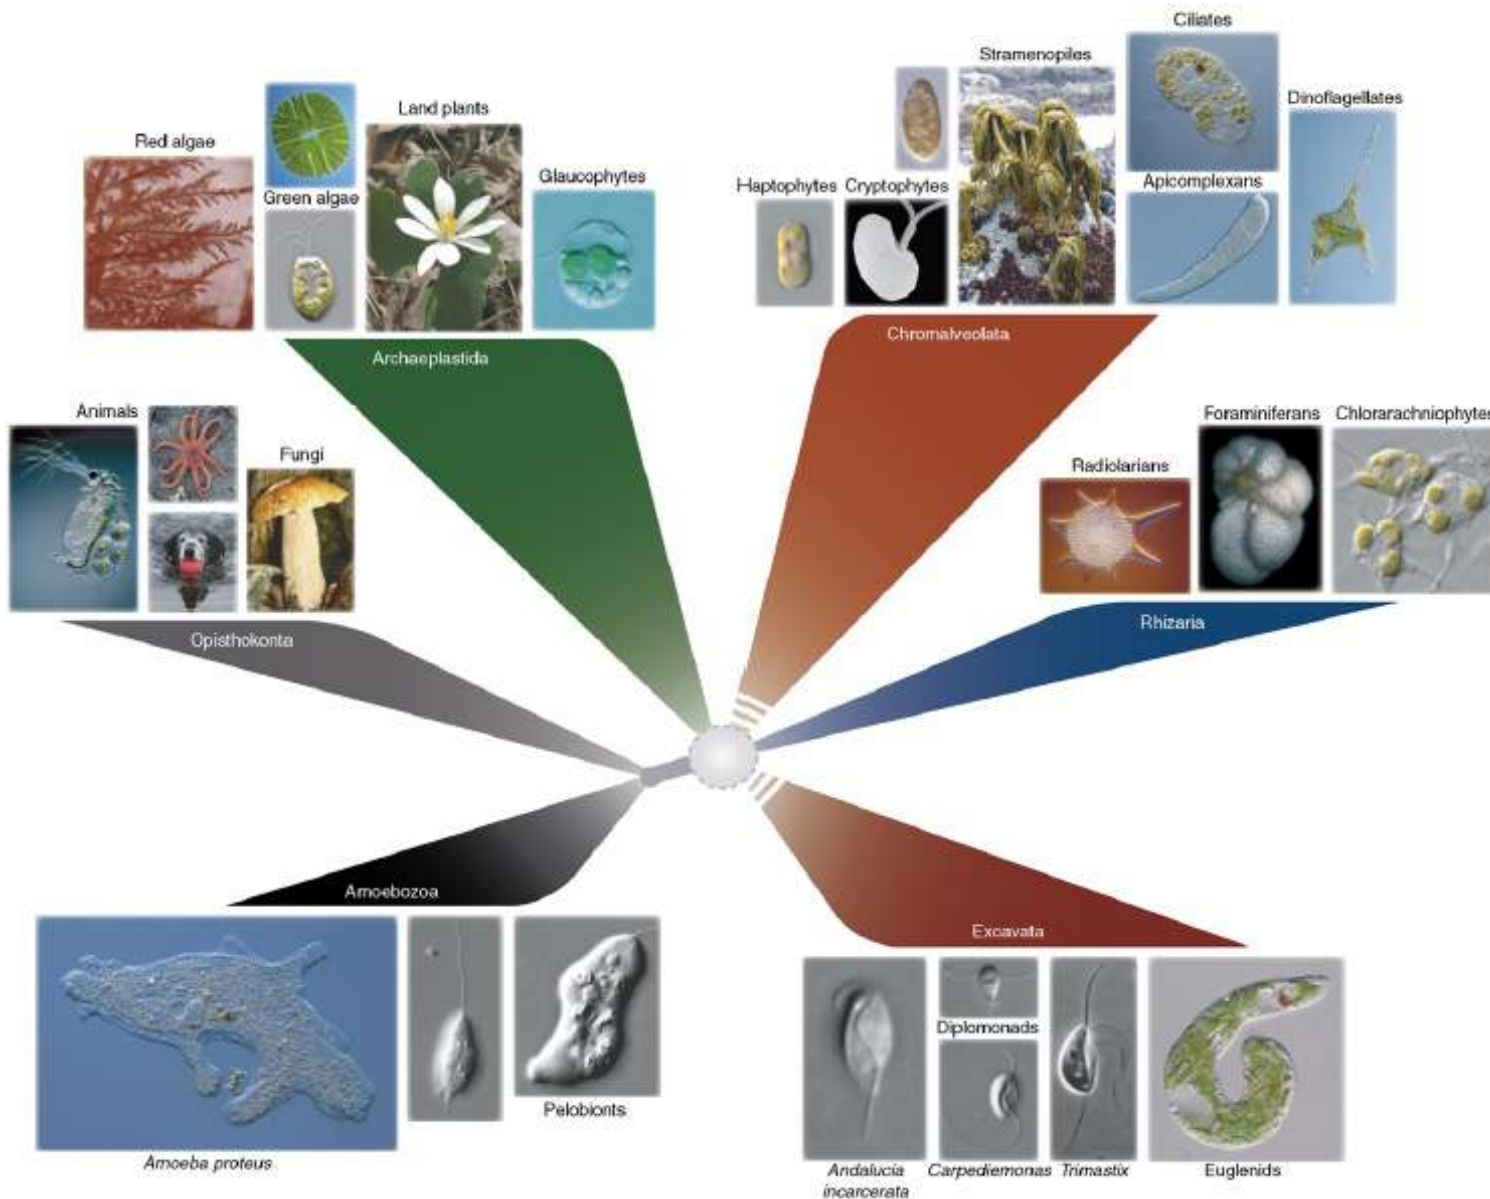 Ciliates
Stramenopiles
Dinoflagellates
Land plants
Red algae
Glaucophytes
Green algae
Haptophytes
Cryptophytes
Apicomplexans
Chromalveolata
Archaeplastida
Animals
Foraminiferans
Chlorarachniophytes
Fungi
Radiolarians
Opisthokonta
Rhizaria
Amoebozoa
Excavata
Diplomonads
Pelobionts
Amoeba proteus
Andalucia
incarcerata
Carpediemonas
Trimastix
Euglenids